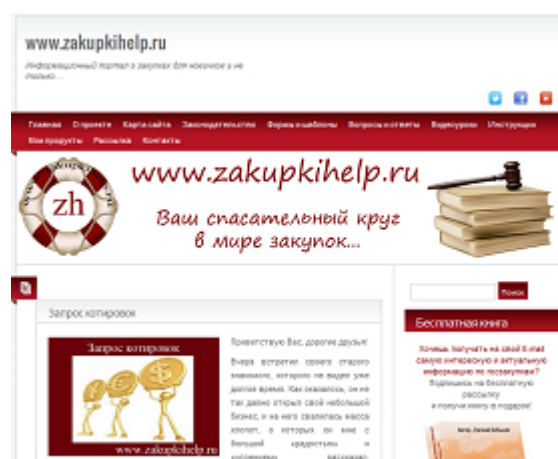 www.zakupkihelp.ru
Информационный портал о закупках для новичков и не
только...
Главная О проекте Карта сайта Законодательство Формы и шаблоны Вопросы и ответы Видеоуроки Инструкции
Мои продукты Рассылка Контакты
zh
www.zakupkihelp.ru
Ваш спасательный круг
в мире закупок...
Запрос котировок
Поиск
Бесплатная книга
Запрос котировок
www.zakupkihelp.ru
Приветствую Вас, дорогие друзья!
Вчера встретил своего старого
знакомого, которого не видел уже
долгое время. Как оказалось, он не
так давно открыл свой небольшой
бизнес, и на него свалилась масса
хлопот, о которых он мне с
большой
рассказал.
Хочешь получать на свой E-mail
самую интересную и актуальную
информацию по госзакупкам?
Подпишись на бесплатную
рассылку
и получи книгу в подарок!